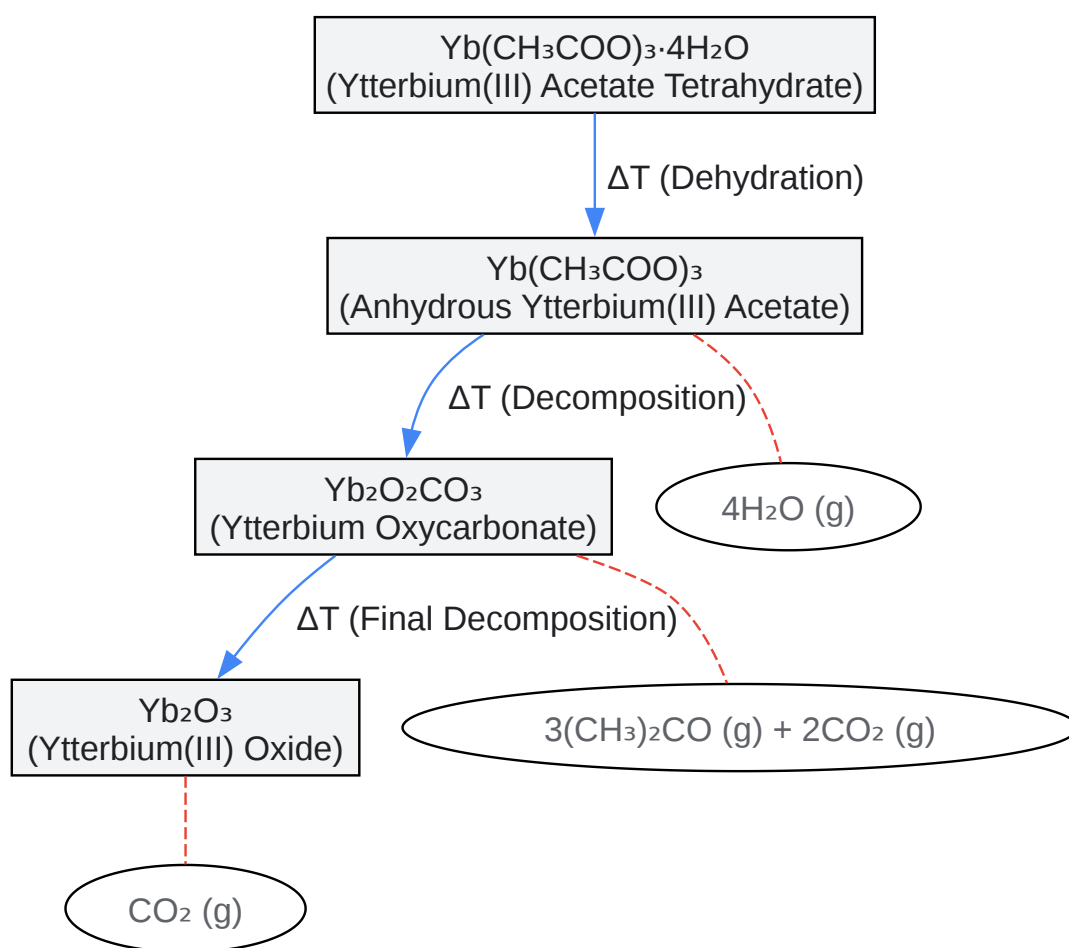 Yb(CH₃COO)₃·4H₂O
(Ytterbium(III) Acetate Tetrahydrate)
ΔT (Dehydration)
Yb(CH₃COO)₃
(Anhydrous Ytterbium(III) Acetate)
ΔT (Decomposition)
Yb₂O₂CO₃
(Ytterbium Oxycarbonate)
4H₂O (g)
ΔT (Final Decomposition)
Yb₂O₃
(Ytterbium(III) Oxide)
3(CH₃)₂CO (g) + 2CO₂ (g)
CO₂ (g)